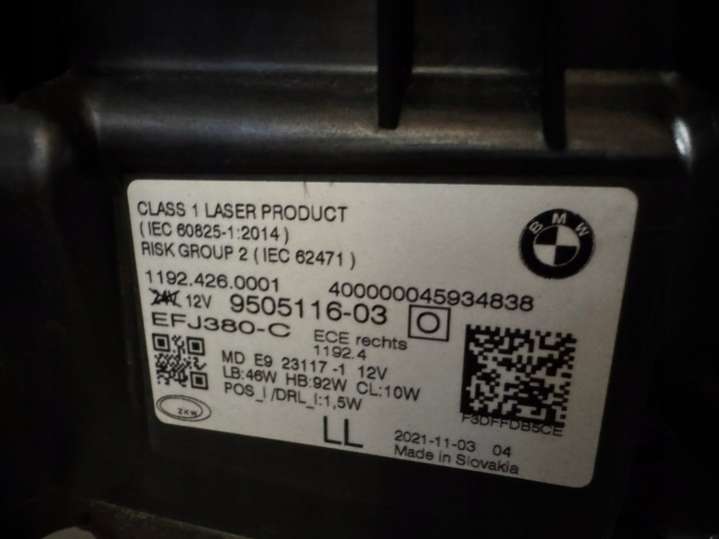 CLASS 1 LASER PRODUCT
( IEC 60825-1:2014 )
RISK GROUP 2 ( IEC 62471 )
BMW
1192.426.0001
400000045934838
24V 12V 9505116-03
EFJ380-C
ECE rechts
1192.4
MD E9 23117 -1 12V
LB:46W HB:92W CL:10W
POS_I /DRL_I:1,5W
F3DFFDB5CE
ZKW
LL
2021-11-03 04
Made in Slovakia